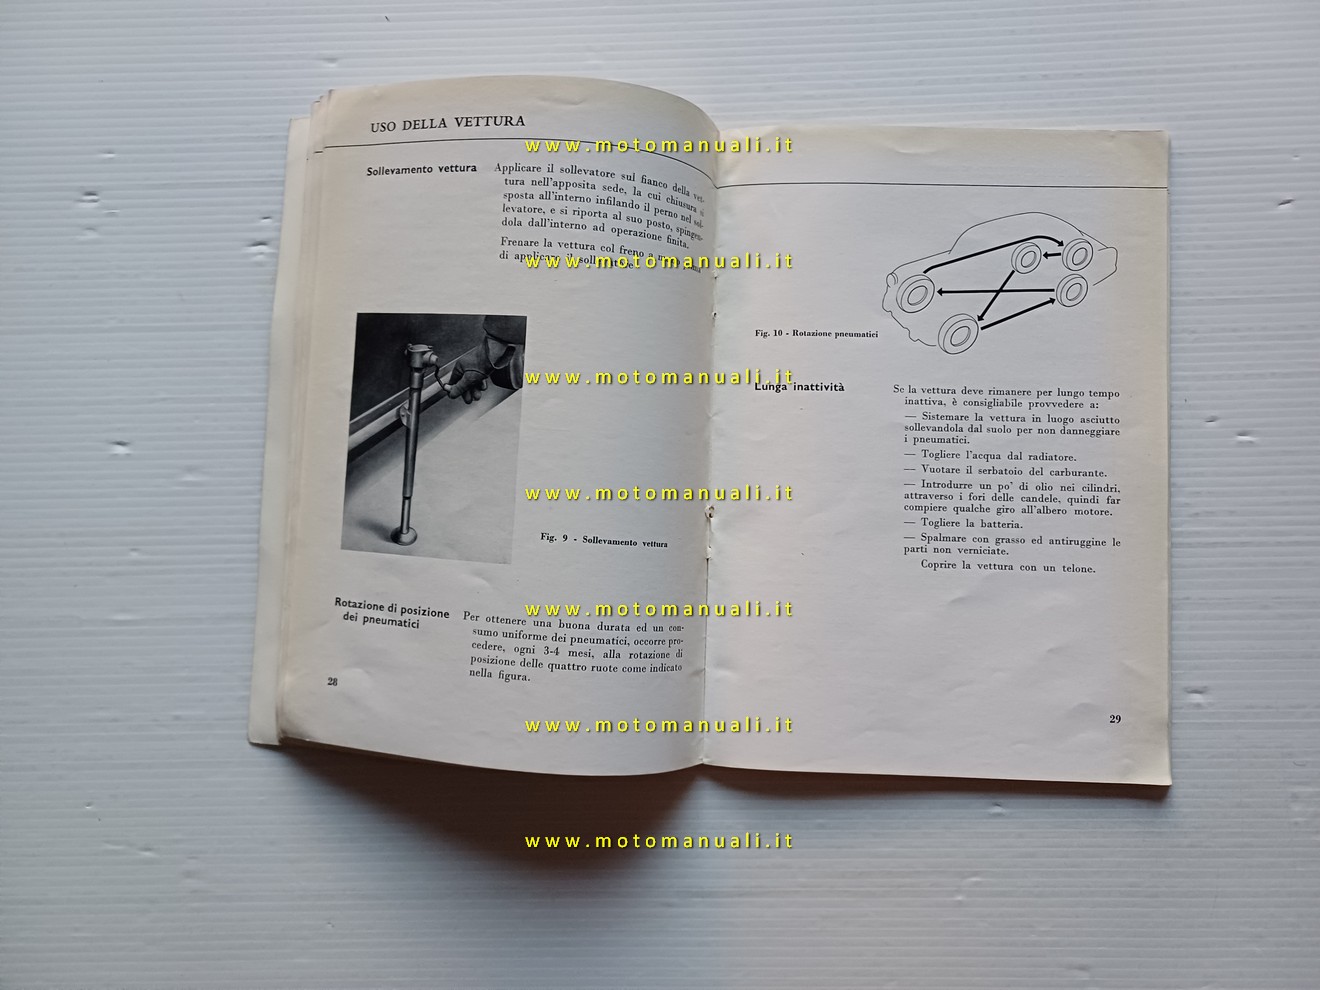 USO DELLA VETTURA
Sollevamento vettura
Applicare il sollevatore sul fianco della vet-
tura nell'apposita sede, la cui chiusura si
sposta all'interno infilando il perno nel sol-
levatore, e si riporta al suo posto, spingen-
dola dall'interno ad operazione finita.
Frenare la vettura col freno a
di applicare il
Fig. 9 - Sollevamento vettura
Rotazione di posizione
dei pneumatici
Per ottenere una buona durata ed un con-
sumo uniforme dei pneumatici, occorre pro-
cedere, ogni 3-4 mesi, alla rotazione di
posizione delle quattro ruote come indicato
nella figura.
28
Fig. 10 - Rotazione pneumatici
Lunga inattività
Se la vettura deve rimanere per lungo tempo
inattiva, è consigliabile provvedere a:
— Sistemare la vettura in luogo asciutto
sollevandola dal suolo per non danneggiare
i pneumatici.
— Togliere l'acqua dal radiatore.
— Vuotare il serbatoio del carburante.
— Introdurre un po' di olio nei cilindri,
attraverso i fori delle candele, quindi far
compiere qualche giro all'albero motore.
— Togliere la batteria.
— Spalmare con grasso ed antiruggine le
parti non verniciate.
Coprire la vettura con un telone.
29
www.motomanuali.it
www.motomanuali.it
www.motomanuali.it
www.motomanuali.it
www.motomanuali.it
www.motomanuali.it
www.motomanuali.it